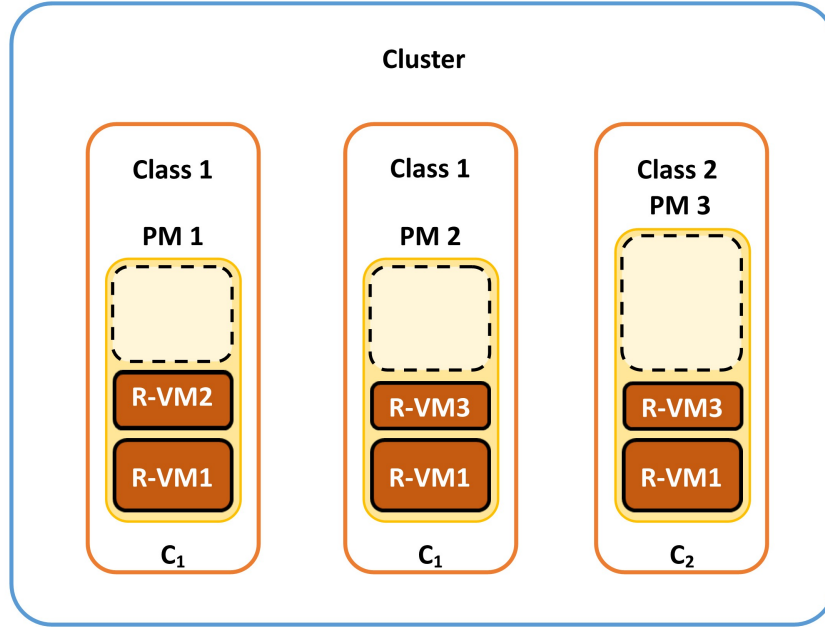 Cluster
Class 1
PM 1
R-VM2
R-VM1
C₁
Class 1
PM 2
R-VM3
R-VM1
C₁
Class 2
PM 3
R-VM3
R-VM1
C₂